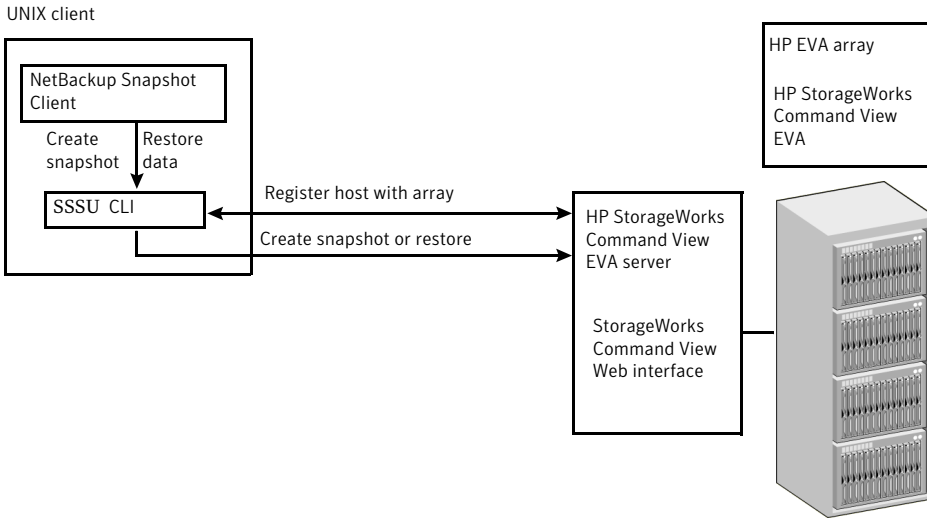 UNIX client
NetBackup Snapshot
Client
Create
snapshot
Restore
data
SSSU CLI
Register host with array
Create snapshot or restore
HP StorageWorks
Command View
EVA server
StorageWorks
Command View
Web interface
HP EVA array
HP StorageWorks
Command View
EVA